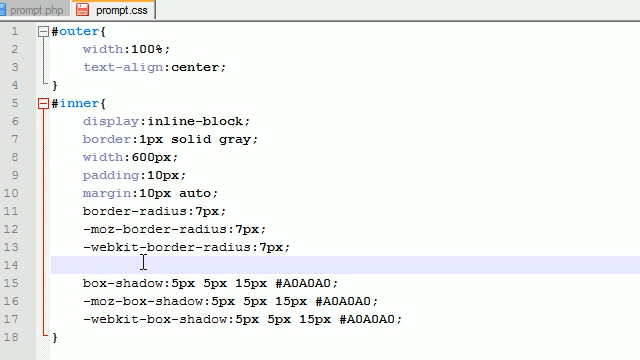 prompt.php prompt.css
1 #outer{
2 width:100%;
3 text-align:center;
4 }
5 #inner{
6 display:inline-block;
7 border:1px solid gray;
8 width:600px;
9 padding:10px;
10 margin:10px auto;
11 border-radius:7px;
12 -moz-border-radius:7px;
13 -webkit-border-radius:7px;
14
15 box-shadow:5px 5px 15px #A0A0A0;
16 -moz-box-shadow:5px 5px 15px #A0A0A0;
17 -webkit-box-shadow:5px 5px 15px #A0A0A0;
18 }